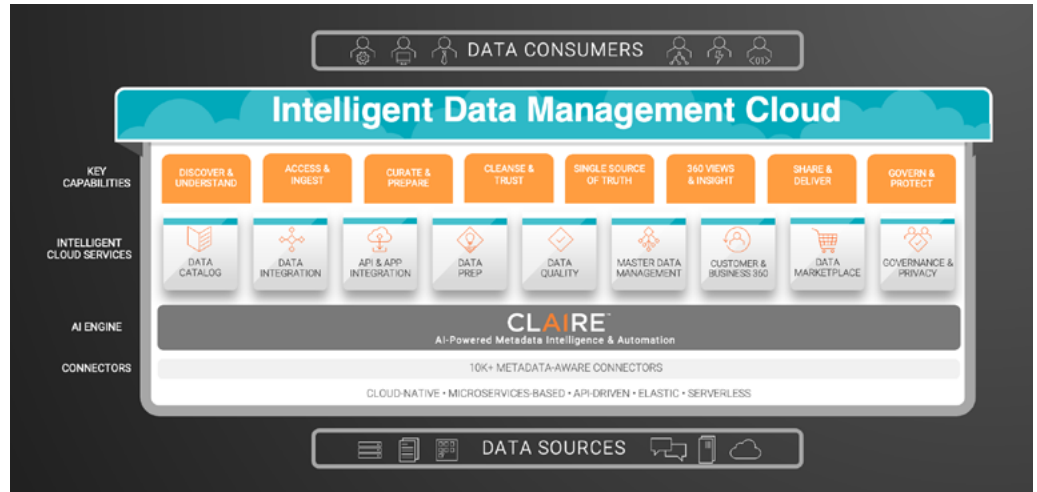 DATA CONSUMERS
<01>
Intelligent Data Management Cloud
KEY
CAPABILITIES
DISCOVER &
UNDERSTAND
ACCESS &
INGEST
CURATE &
PREPARE
CLEANSE &
TRUST
SINGLE SOURCE
OF TRUTH
360 VIEWS
& INSIGHT
SHARE &
DELIVER
GOVERN &
PROTECT
INTELLIGENT
CLOUD SERVICES
DATA
CATALOG
DATA
INTEGRATION
API & APP
INTEGRATION
DATA
PREP
DATA
QUALITY
MASTER DATA
MANAGEMENT
CUSTOMER &
BUSINESS 360
DATA
MARKETPLACE
GOVERNANCE &
PRIVACY
AI ENGINE
CLAIRE™
AI-Powered Metadata Intelligence & Automation
CONNECTORS
10K+ METADATA-AWARE CONNECTORS
CLOUD-NATIVE • MICROSERVICES-BASED • API-DRIVEN • ELASTIC • SERVERLESS
DATA SOURCES